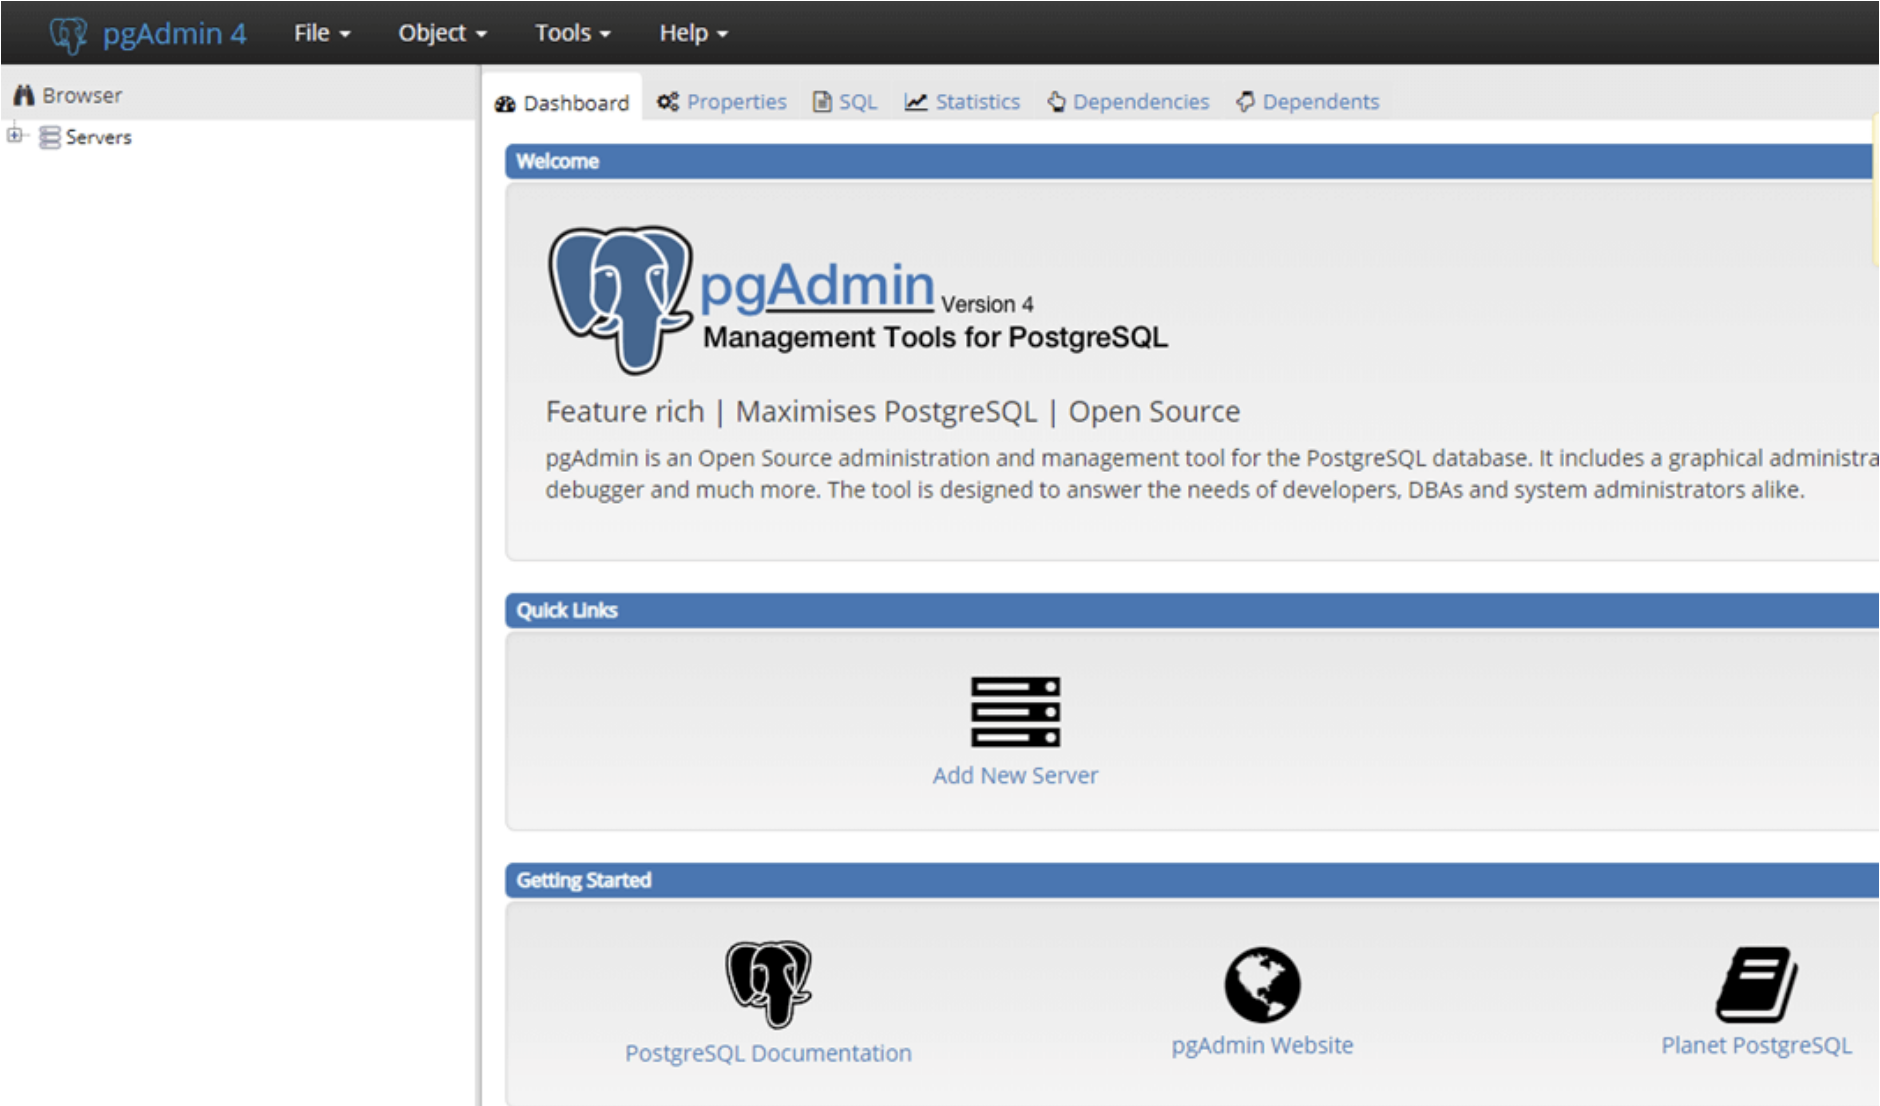 pgAdmin 4 File Object Tools Help
Browser
Servers
Dashboard Properties SQL Statistics Dependencies Dependents
Welcome
pgAdmin Version 4
Management Tools for PostgreSQL
Feature rich | Maximises PostgreSQL | Open Source
pgAdmin is an Open Source administration and management tool for the PostgreSQL database. It includes a graphical administra
debugger and much more. The tool is designed to answer the needs of developers, DBAs and system administrators alike.
Quick Links
Add New Server
Getting Started
PostgreSQL Documentation
pgAdmin Website
Planet PostgreSQL